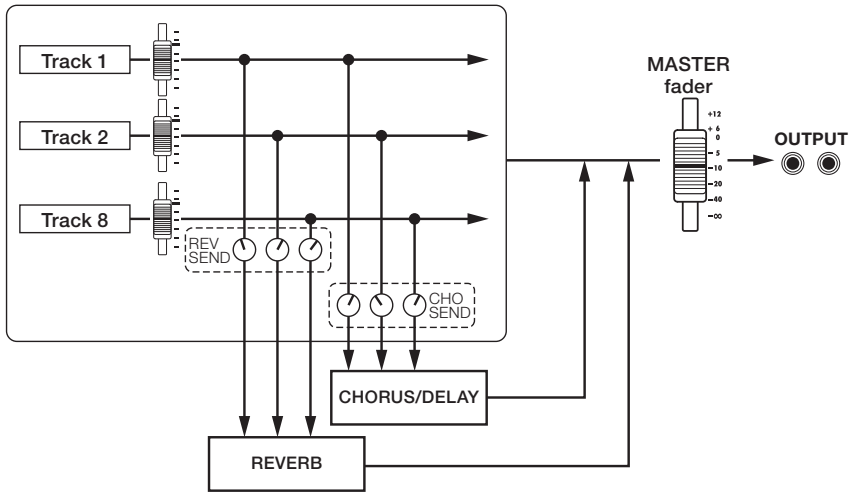 Track 1
Track 2
Track 8
REV
SEND
CHO
SEND
CHORUS/DELAY
REVERB
MASTER
fader
+12
+ 6
0
- 5
-10
-20
-40
-∞
OUTPUT